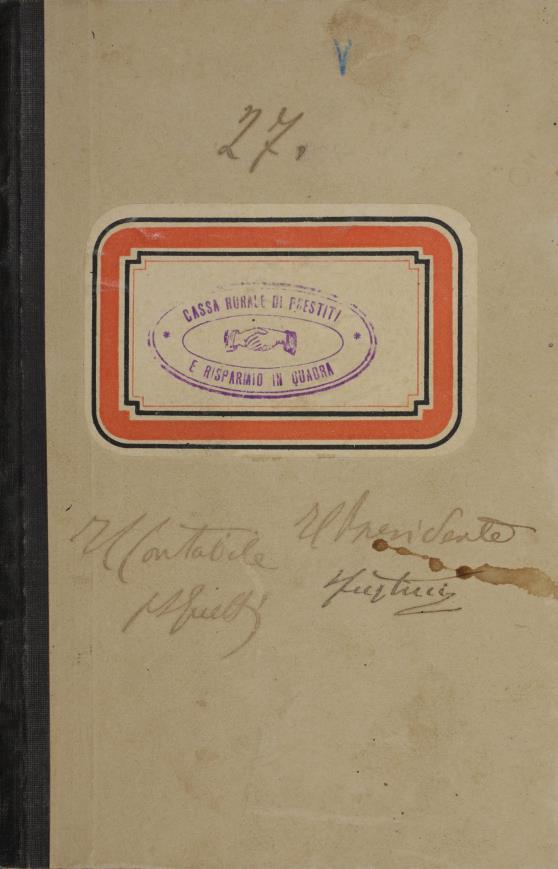 27.
CASSA RURALE DI PRESTITI
E RISPARMIO IN QUADRA
Il Contabile
Il Presidente